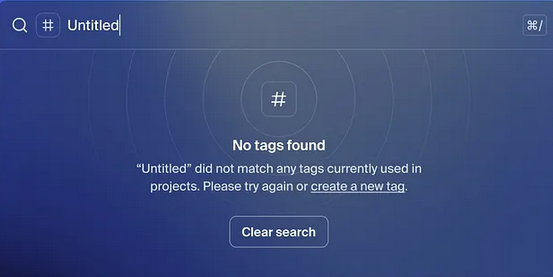 # Untitled ⌘/
#
No tags found
“Untitled” did not match any tags currently used in
projects. Please try again or create a new tag.
Clear search